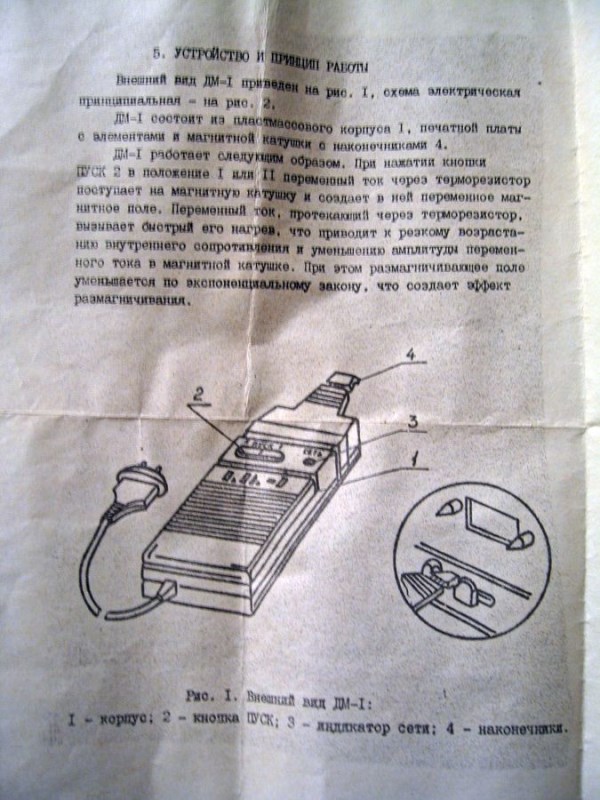 5. УСТРОЙСТВО И ПРИНЦИП РАБОТЫ
Внешний вид ДМ-I приведен на рис. I, схема электрическая
принципиальная - на рис. 2.
ДМ-I состоит из пластмассового корпуса I, печатной платы
с элементами и магнитной катушки с наконечниками 4.
ДМ-I работает следующим образом. При нажатии кнопки
ПУСК 2 в положение I или II переменный ток через терморезистор
поступает на магнитную катушку и создает в ней переменное маг-
нитное поле. Переменный ток, протекающий через терморезистор,
вызывает быстрый его нагрев, что приводит к резкому возраста-
нию внутреннего сопротивления и уменьшению амплитуды перемен-
ного тока в магнитной катушке. При этом размагничивающее поле
уменьшается по экспоненциальному закону, что создает эффект
размагничивания.
4
2
3
ПУСК
СЕТЬ
1
Рис. I. Внешний вид ДМ-I:
I - корпус; 2 - кнопка ПУСК; 3 - индикатор сети; 4 - наконечники.